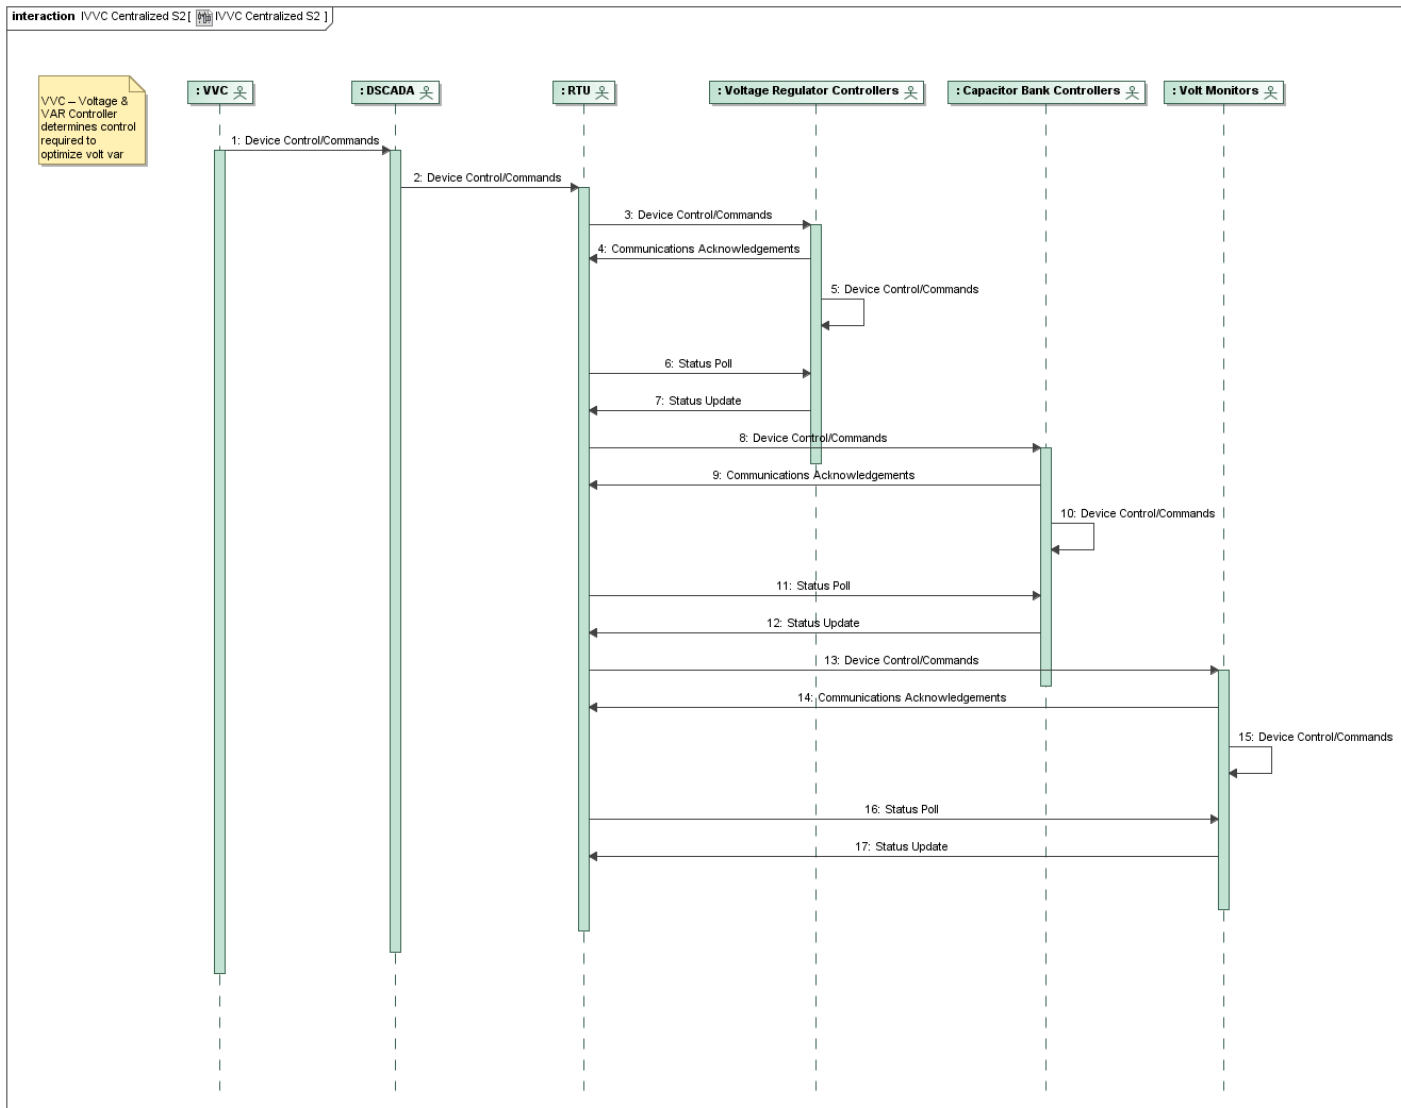 interaction IVVC Centralized S2 [ IVVC Centralized S2 ]
VVC – Voltage &
VAR Controller
determines control
required to
optimize volt var
: VVC
: DSCADA
: RTU
: Voltage Regulator Controllers
: Capacitor Bank Controllers
: Volt Monitors
1: Device Control/Commands
2: Device Control/Commands
3: Device Control/Commands
4: Communications Acknowledgements
5: Device Control/Commands
6: Status Poll
7: Status Update
8: Device Control/Commands
9: Communications Acknowledgements
10: Device Control/Commands
11: Status Poll
12: Status Update
13: Device Control/Commands
14: Communications Acknowledgements
15: Device Control/Commands
16: Status Poll
17: Status Update